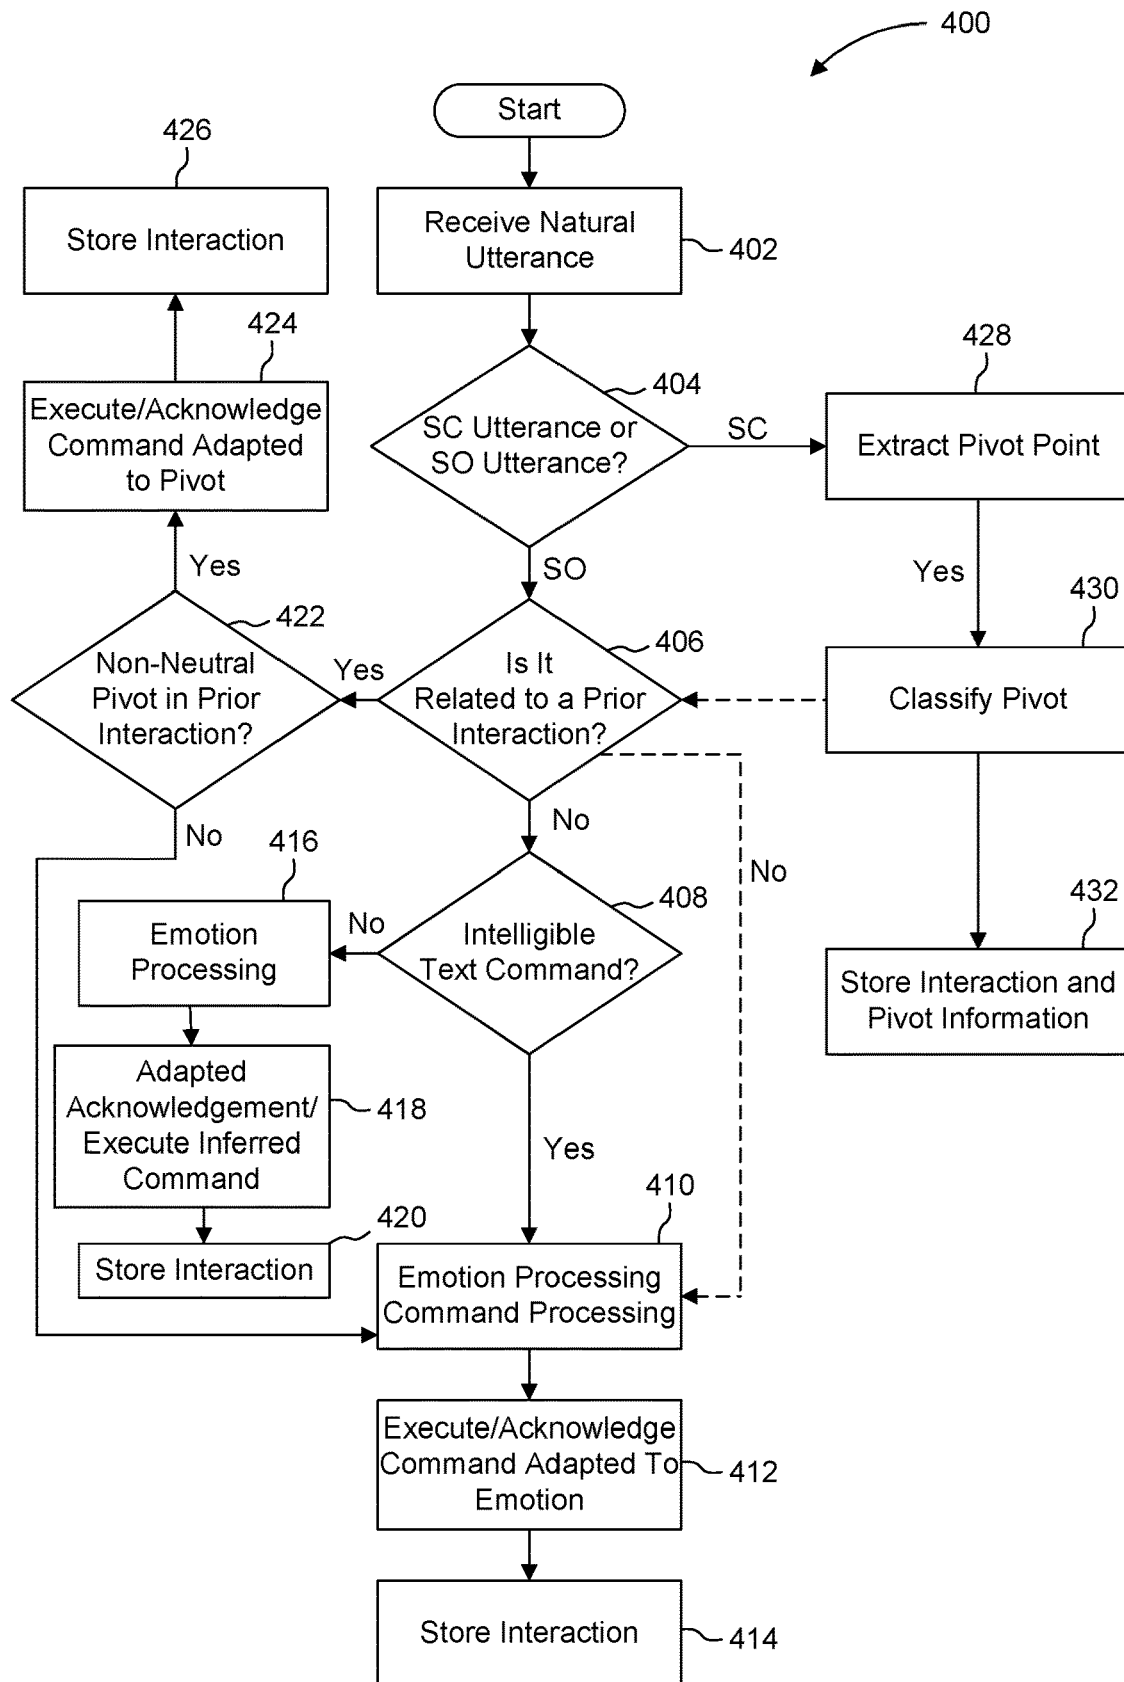 400
Start
426
Store Interaction
Receive Natural
Utterance
402
424
Execute/Acknowledge
Command Adapted
to Pivot
404
SC Utterance or
SO Utterance?
SC
428
Extract Pivot Point
Yes
SO
Yes
430
422
Non-Neutral
Pivot in Prior
Interaction?
Yes
406
Is It
Related to a Prior
Interaction?
Classify Pivot
No
No
No
416
Emotion
Processing
No
408
Intelligible
Text Command?
432
Store Interaction and
Pivot Information
Adapted
Acknowledgement/
Execute Inferred
Command
418
Yes
420
Store Interaction
410
Emotion Processing
Command Processing
Execute/Acknowledge
Command Adapted To
Emotion
412
Store Interaction
414